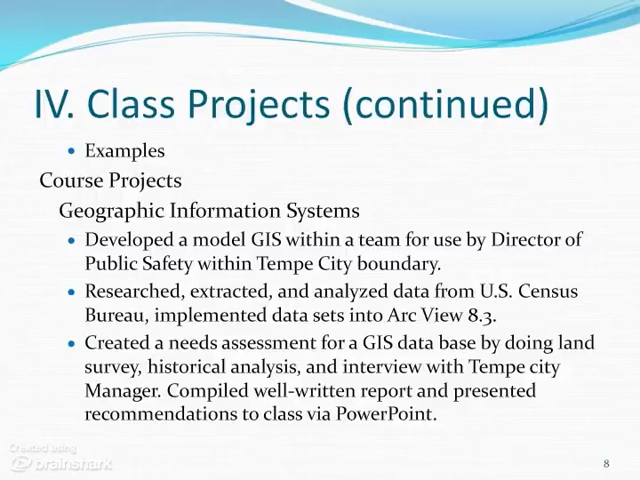 IV. Class Projects (continued)
• Examples
Course Projects
Geographic Information Systems
• Developed a model GIS within a team for use by Director of
Public Safety within Tempe City boundary.
• Researched, extracted, and analyzed data from U.S. Census
Bureau, implemented data sets into Arc View 8.3.
• Created a needs assessment for a GIS data base by doing land
survey, historical analysis, and interview with Tempe city
Manager. Compiled well-written report and presented
recommendations to class via PowerPoint.
Created using
brainshark
8